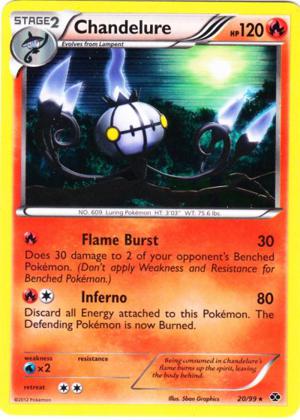 STAGE2
Chandelure
HP120
Evolves from Lampent
NO. 609 Luring Pokémon HT: 3'03" WT: 75.6 lbs.
Flame Burst 30
Does 30 damage to 2 of your opponent's Benched
Pokémon. (Don't apply Weakness and Resistance for
Benched Pokémon.)
Inferno 80
Discard all Energy attached to this Pokémon. The
Defending Pokémon is now Burned.
weakness resistance
×2
retreat
Being consumed in Chandelure's
flame burns up the spirit, leaving
the body behind.
©2012 Pokémon
Illus. 5ban Graphics
20/99 ★